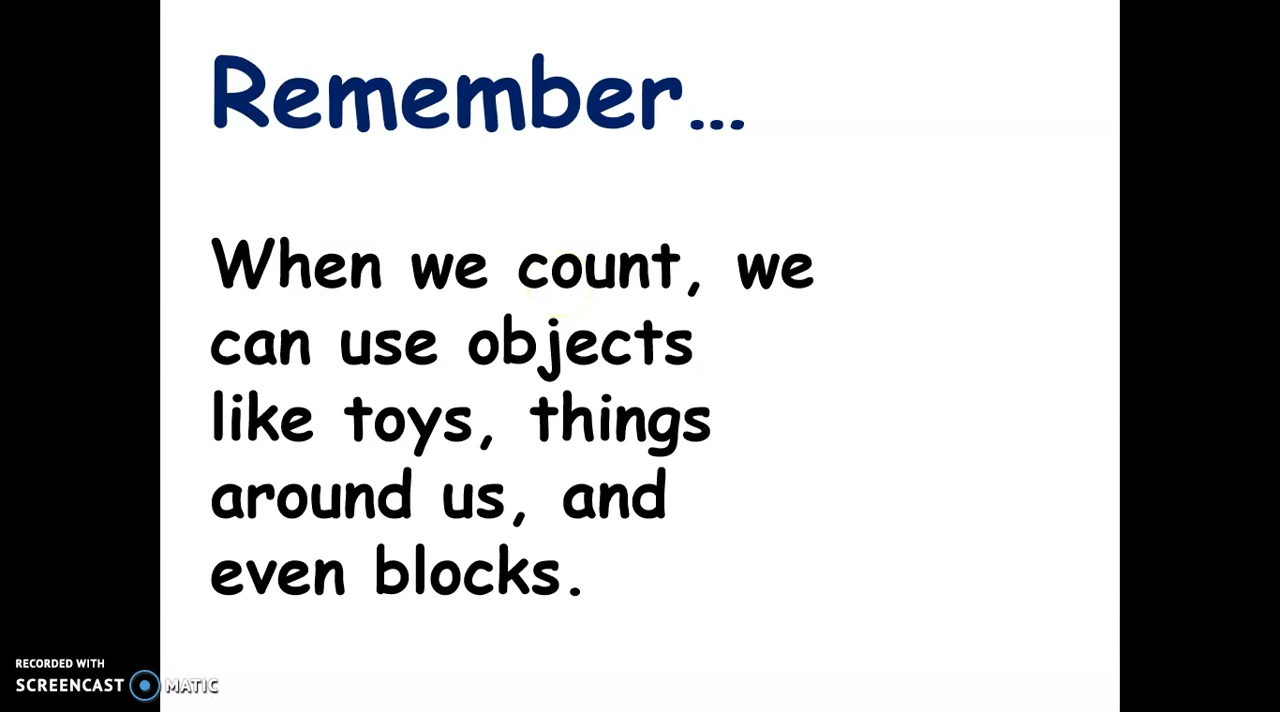 Remember...
When we count, we
can use objects
like toys, things
around us, and
even blocks.
RECORDED WITH
SCREENCAST MATIC